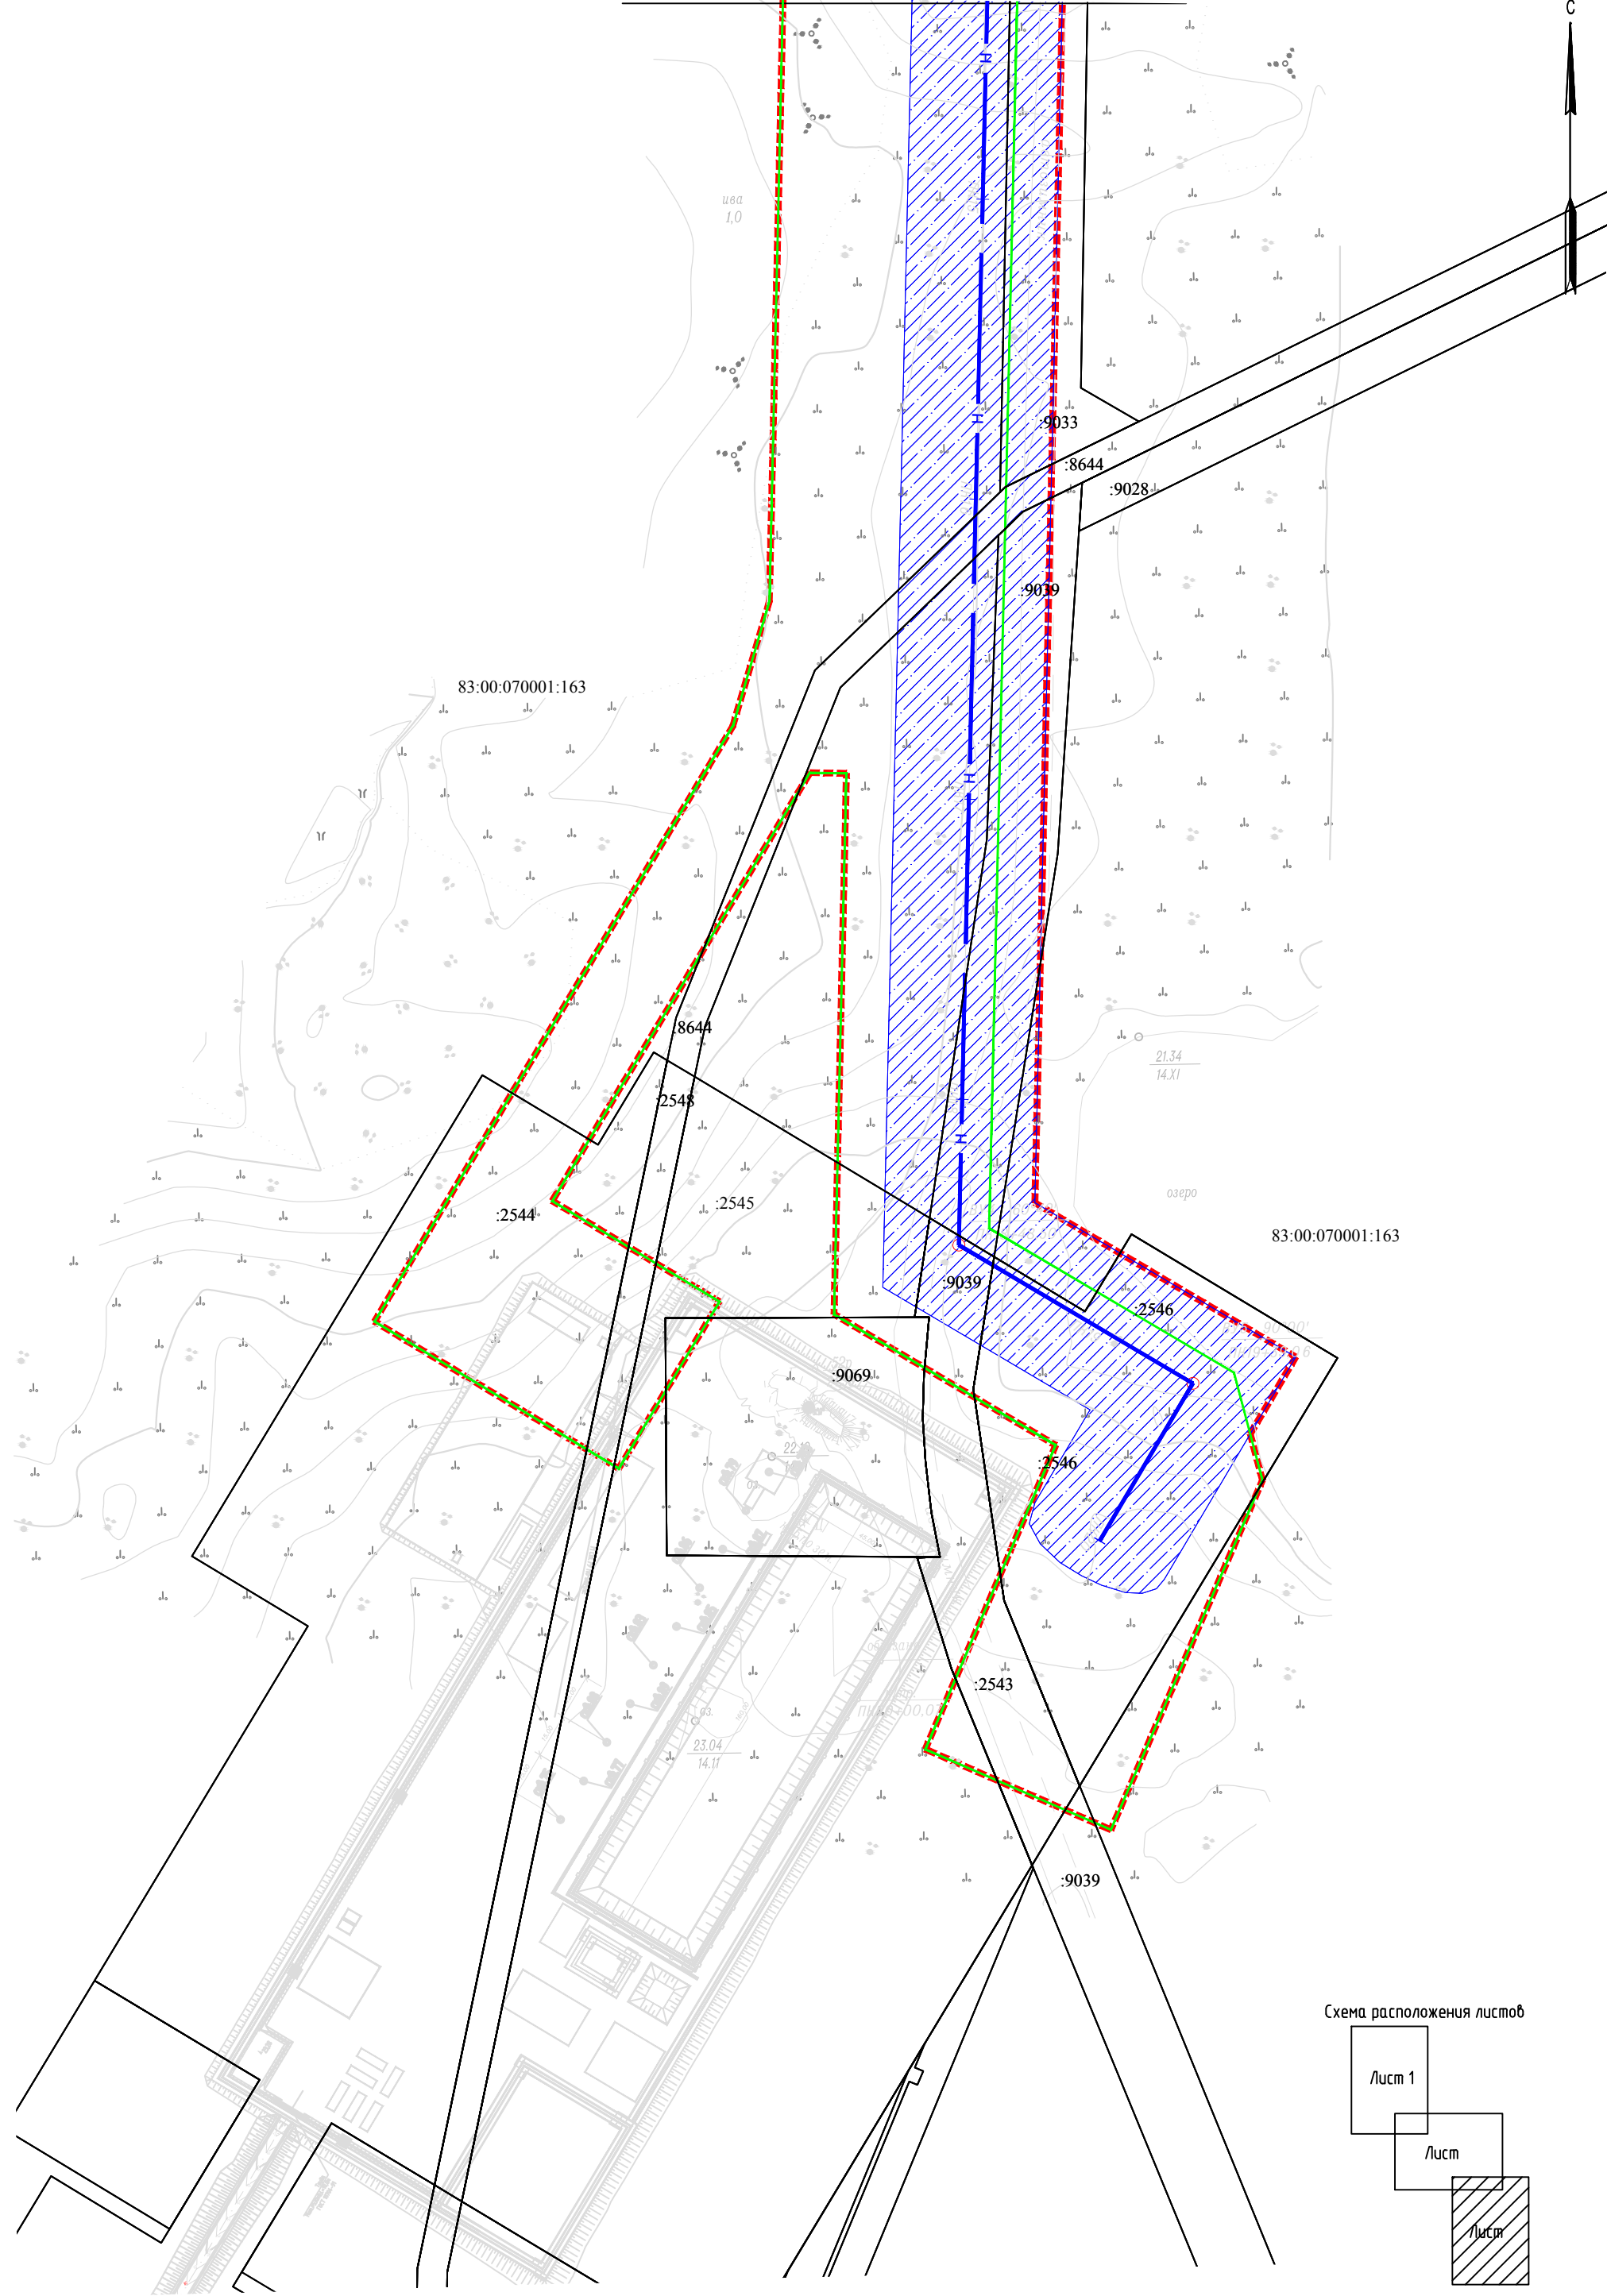 С
Н
ива
1,0
Н
:9033
:8644
:9028
:9039
83:00:070001:163
Н
:8644
21.34
14.XI
:2548
Н
озеро
:2545
:2544
83:00:070001:163
:9039
:2546
:9069
:2546
:2543
23.04
14.11
:9039
Схема расположения листов
Лист 1
Лист
Лист